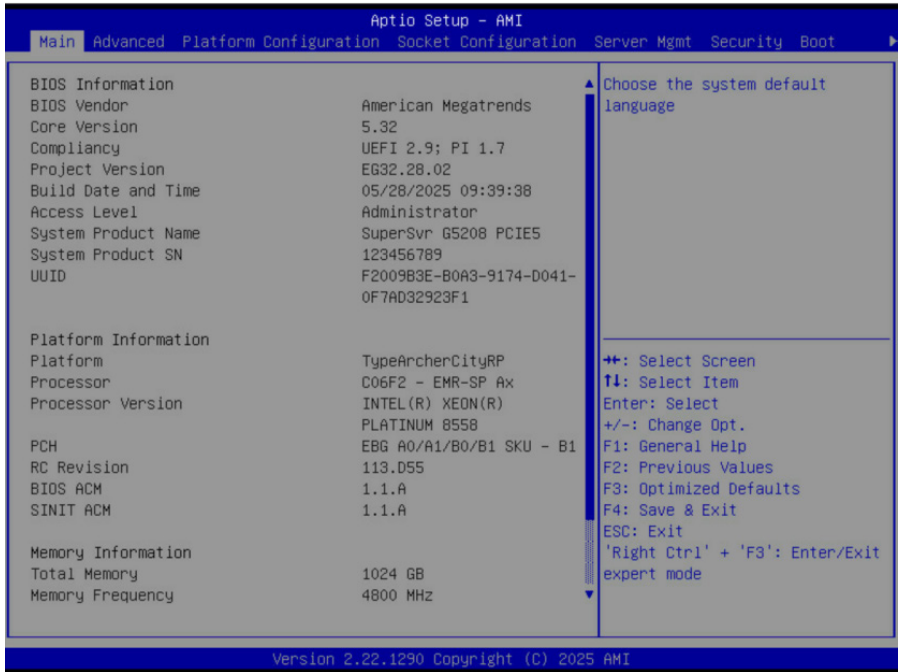 Aptio Setup – AMI
Main Advanced Platform Configuration Socket Configuration Server Mgmt Security Boot ▶
BIOS Information
BIOS Vendor American Megatrends
Core Version 5.32
Compliancy UEFI 2.9; PI 1.7
Project Version EG32.28.02
Build Date and Time 05/28/2025 09:39:38
Access Level Administrator
System Product Name SuperSvr G5208 PCIE5
System Product SN 123456789
UUID F2009B3E-B0A3-9174-D041-
0F7AD32923F1
Platform Information
Platform TypeArcherCityRP
Processor C06F2 - EMR-SP Ax
Processor Version INTEL(R) XEON(R)
PLATINUM 8558
PCH EBG A0/A1/B0/B1 SKU - B1
RC Revision 113.D55
BIOS ACM 1.1.A
SINIT ACM 1.1.A
Memory Information
Total Memory 1024 GB
Memory Frequency 4800 MHz
Choose the system default
language
→←: Select Screen
↑↓: Select Item
Enter: Select
+/-: Change Opt.
F1: General Help
F2: Previous Values
F3: Optimized Defaults
F4: Save & Exit
ESC: Exit
'Right Ctrl' + 'F3': Enter/Exit
expert mode
Version 2.22.1290 Copyright (C) 2025 AMI